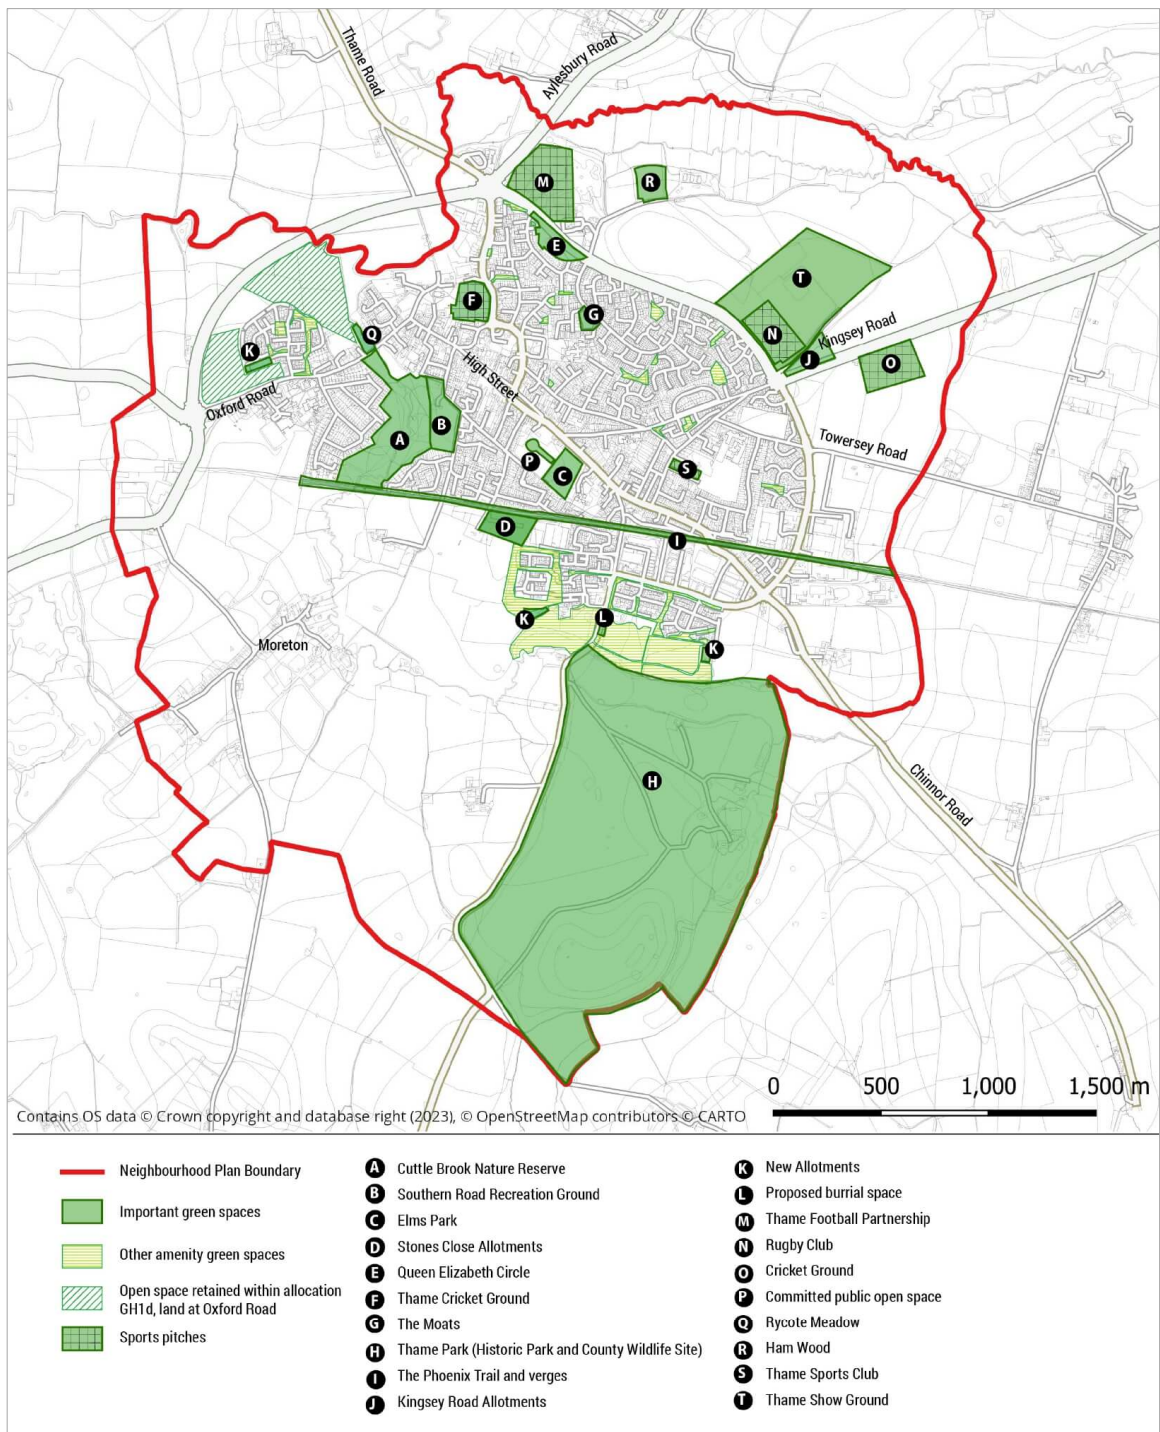 Thame Road
Aylesbury Road
M
R
E
T
F
G
Q
N
Kingsey Road
K
J
O
High Street
Oxford Road
B
A
Towersey Road
P
C
S
D
I
K
L
K
Moreton
H
Chinnor Road
0 500 1,000 1,500 m
Contains OS data © Crown copyright and database right (2023), © OpenStreetMap contributors © CARTO
Neighbourhood Plan Boundary
Important green spaces
Other amenity green spaces
Open space retained within allocation
GH1d, land at Oxford Road
Sports pitches
A Cuttle Brook Nature Reserve
B Southern Road Recreation Ground
C Elms Park
D Stones Close Allotments
E Queen Elizabeth Circle
F Thame Cricket Ground
G The Moats
H Thame Park (Historic Park and County Wildlife Site)
I The Phoenix Trail and verges
J Kingsey Road Allotments
K New Allotments
L Proposed burial space
M Thame Football Partnership
N Rugby Club
O Cricket Ground
P Committed public open space
Q Rycote Meadow
R Ham Wood
S Thame Sports Club
T Thame Show Ground